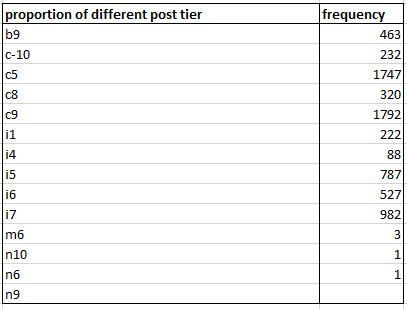 proportion of different post tier frequency
b9 463
c-10 232
c5 1747
c8 320
c9 1792
i1 222
i4 88
i5 787
i6 527
i7 982
m6 3
n10 1
n6 1
n9